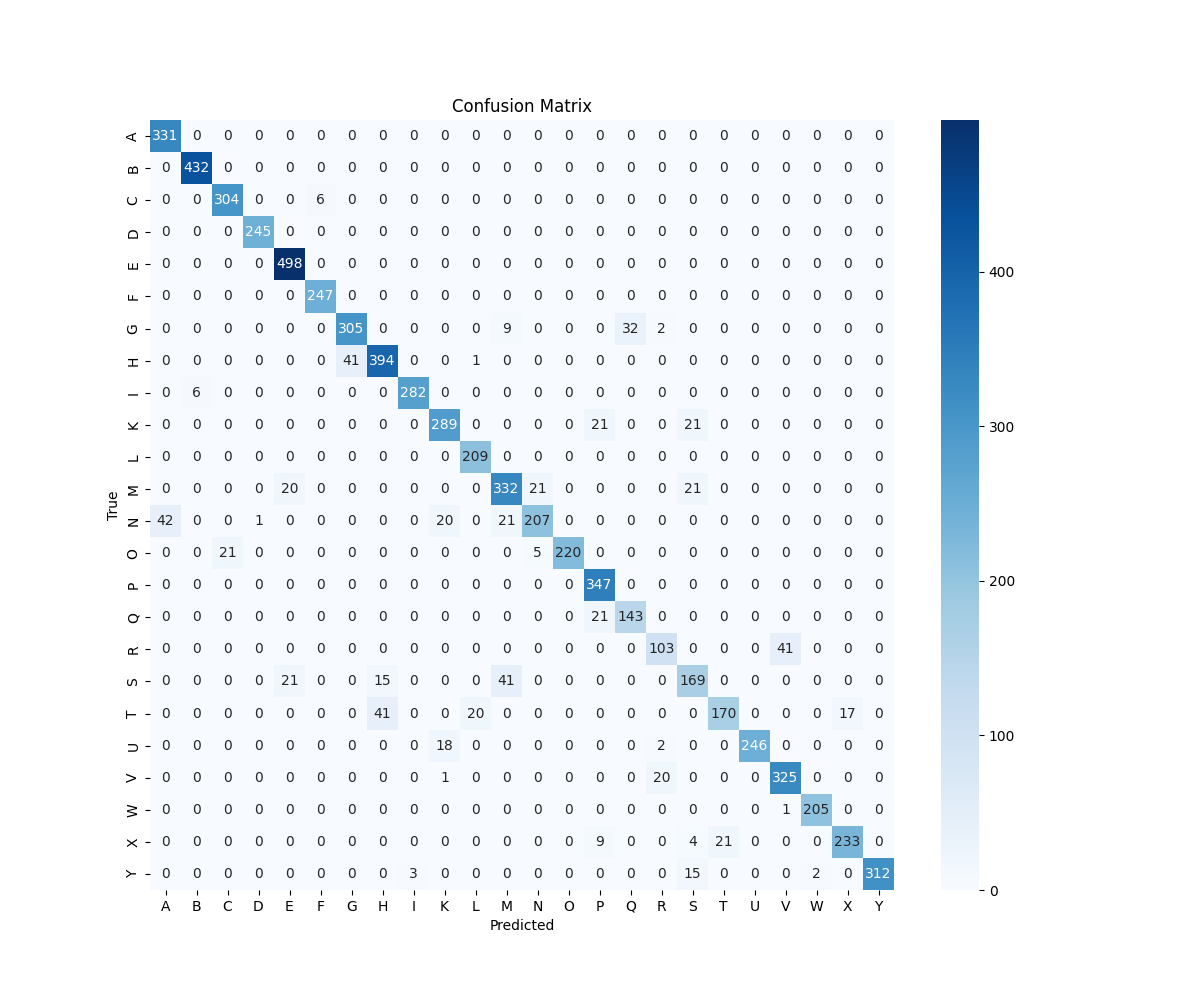 Confusion Matrix
A 331 0 0 0 0 0 0 0 0 0 0 0 0 0 0 0 0 0 0 0 0 0 0 0
B 0 432 0 0 0 0 0 0 0 0 0 0 0 0 0 0 0 0 0 0 0 0 0 0
C 0 0 304 0 0 6 0 0 0 0 0 0 0 0 0 0 0 0 0 0 0 0 0 0
D 0 0 0 245 0 0 0 0 0 0 0 0 0 0 0 0 0 0 0 0 0 0 0 0
E 0 0 0 0 498 0 0 0 0 0 0 0 0 0 0 0 0 0 0 0 0 0 0 0
F 0 0 0 0 0 247 0 0 0 0 0 0 0 0 0 0 0 0 0 0 0 0 0 0
G 0 0 0 0 0 0 305 0 0 0 0 9 0 0 0 32 2 0 0 0 0 0 0 0
H 0 0 0 0 0 0 41 394 0 0 1 0 0 0 0 0 0 0 0 0 0 0 0 0
I 0 6 0 0 0 0 0 0 282 0 0 0 0 0 0 0 0 0 0 0 0 0 0 0
K 0 0 0 0 0 0 0 0 0 289 0 0 0 0 21 0 0 21 0 0 0 0 0 0
L 0 0 0 0 0 0 0 0 0 0 209 0 0 0 0 0 0 0 0 0 0 0 0 0
M 0 0 0 0 20 0 0 0 0 0 0 332 21 0 0 0 0 21 0 0 0 0 0 0
N 42 0 0 1 0 0 0 0 0 20 0 21 207 0 0 0 0 0 0 0 0 0 0 0
O 0 0 21 0 0 0 0 0 0 0 0 0 5 220 0 0 0 0 0 0 0 0 0 0
P 0 0 0 0 0 0 0 0 0 0 0 0 0 0 347 0 0 0 0 0 0 0 0 0
Q 0 0 0 0 0 0 0 0 0 0 0 0 0 0 21 143 0 0 0 0 0 0 0 0
R 0 0 0 0 0 0 0 0 0 0 0 0 0 0 0 0 103 0 0 0 41 0 0 0
S 0 0 0 0 21 0 0 15 0 0 0 41 0 0 0 0 0 169 0 0 0 0 0 0
T 0 0 0 0 0 0 0 41 0 0 20 0 0 0 0 0 0 0 170 0 0 0 17 0
U 0 0 0 0 0 0 0 0 0 18 0 0 0 0 0 0 2 0 0 246 0 0 0 0
V 0 0 0 0 0 0 0 0 0 1 0 0 0 0 0 0 20 0 0 0 325 0 0 0
W 0 0 0 0 0 0 0 0 0 0 0 0 0 0 0 0 0 0 0 0 1 205 0 0
X 0 0 0 0 0 0 0 0 0 0 0 0 0 0 9 0 0 4 21 0 0 0 233 0
Y 0 0 0 0 0 0 0 0 3 0 0 0 0 0 0 0 0 15 0 0 0 2 0 312
A B C D E F G H I K L M N O P Q R S T U V W X Y
Predicted
True
400
300
200
100
0